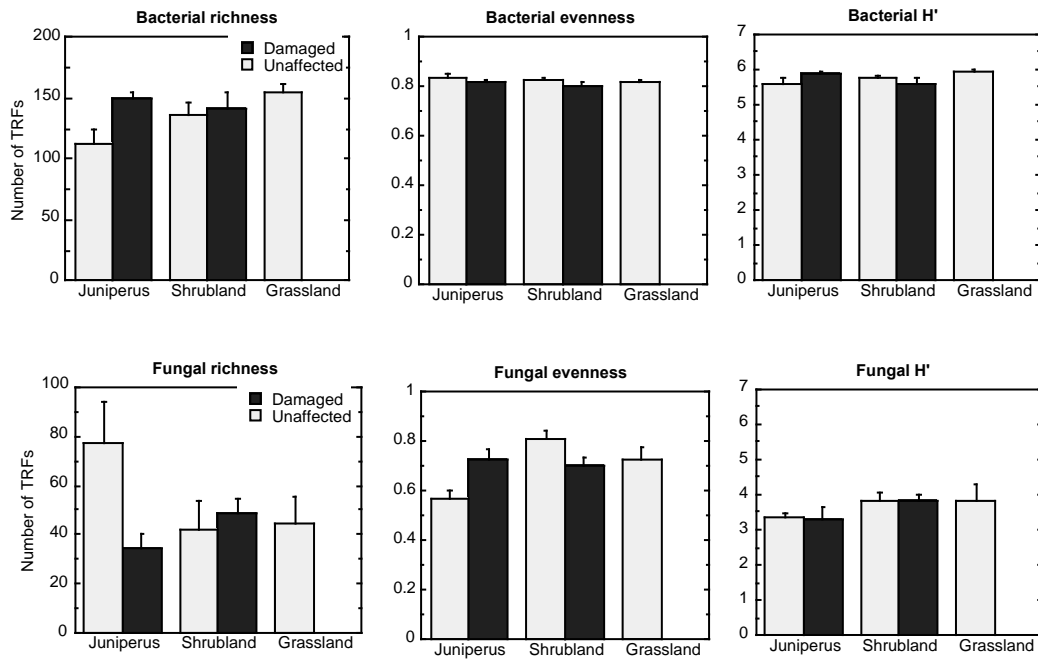 Bacterial richness
200
150
100
50
0
Number of TRFs
Damaged
Unaffected
Juniperus Shrubland Grassland
Bacterial evenness
1
0.8
0.6
0.4
0.2
0
Juniperus Shrubland Grassland
Bacterial H'
7
6
5
4
3
2
1
0
Juniperus Shrubland Grassland
Fungal richness
100
80
60
40
20
0
Number of TRFs
Damaged
Unaffected
Juniperus Shrubland Grassland
Fungal evenness
1
0.8
0.6
0.4
0.2
0
Juniperus Shrubland Grassland
Fungal H'
7
6
5
4
3
2
1
0
Juniperus Shrubland Grassland